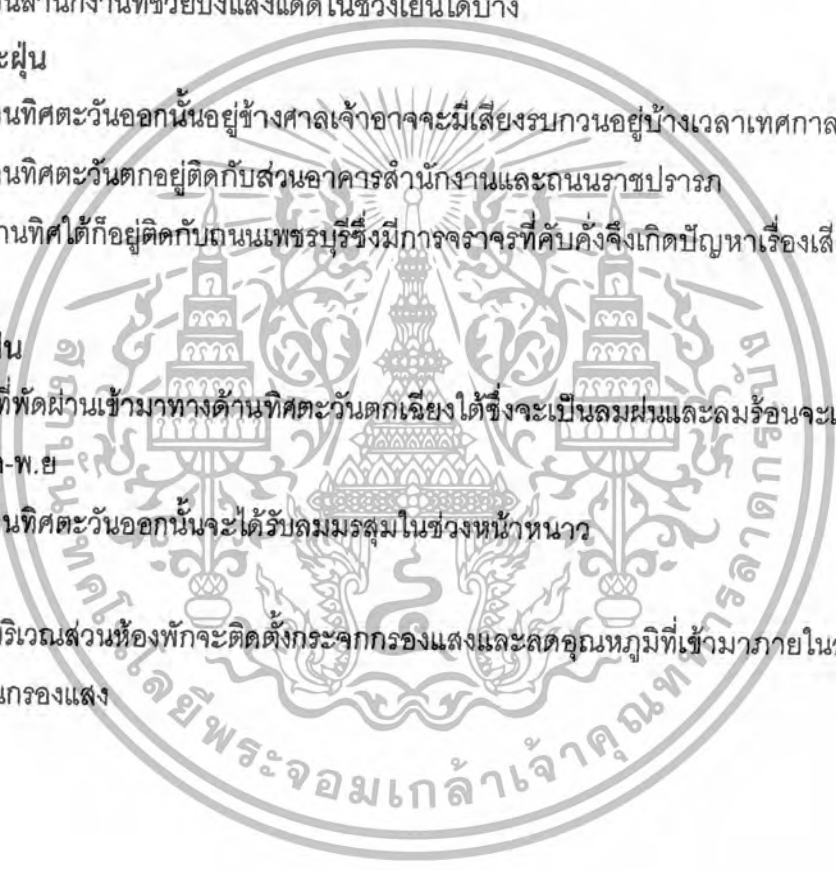 นสำนักงานที่ช่วยบังแสงแดดในช่วงเย็นได้บ้าง
ะฝุ่น
นทิศตะวันออกนั้นอยู่ข้างศาลเจ้าอาจจะมีเสียงรบกวนอยู่บ้างเวลาเทศกาล
นทิศตะวันตกอยู่ติดกับส่วนอาคารสำนักงานและถนนราชปรารภ
านทิศใต้ก็อยู่ติดกับถนนเพชรบุรีซึ่งมีการจราจรที่คับคั่งจึงเกิดปัญหาเรื่องเสี
ฝน
ที่พัดผ่านเข้ามาทางด้านทิศตะวันตกเฉียงใต้ซึ่งจะเป็นลมฝนและลมร้อนจะเ
-พ.ย
นทิศตะวันออกนั้นจะได้รับลมมรสุมในช่วงหน้าหนาว
ริเวณส่วนห้องพักจะติดตั้งกระจกกรองแสงและลดอุณหภูมิที่เข้ามาภายใน
นกรองแสง
สถาบันเทคโนโลยีพระจอมเกล้าเจ้าคุณทหารลาดกระบัง